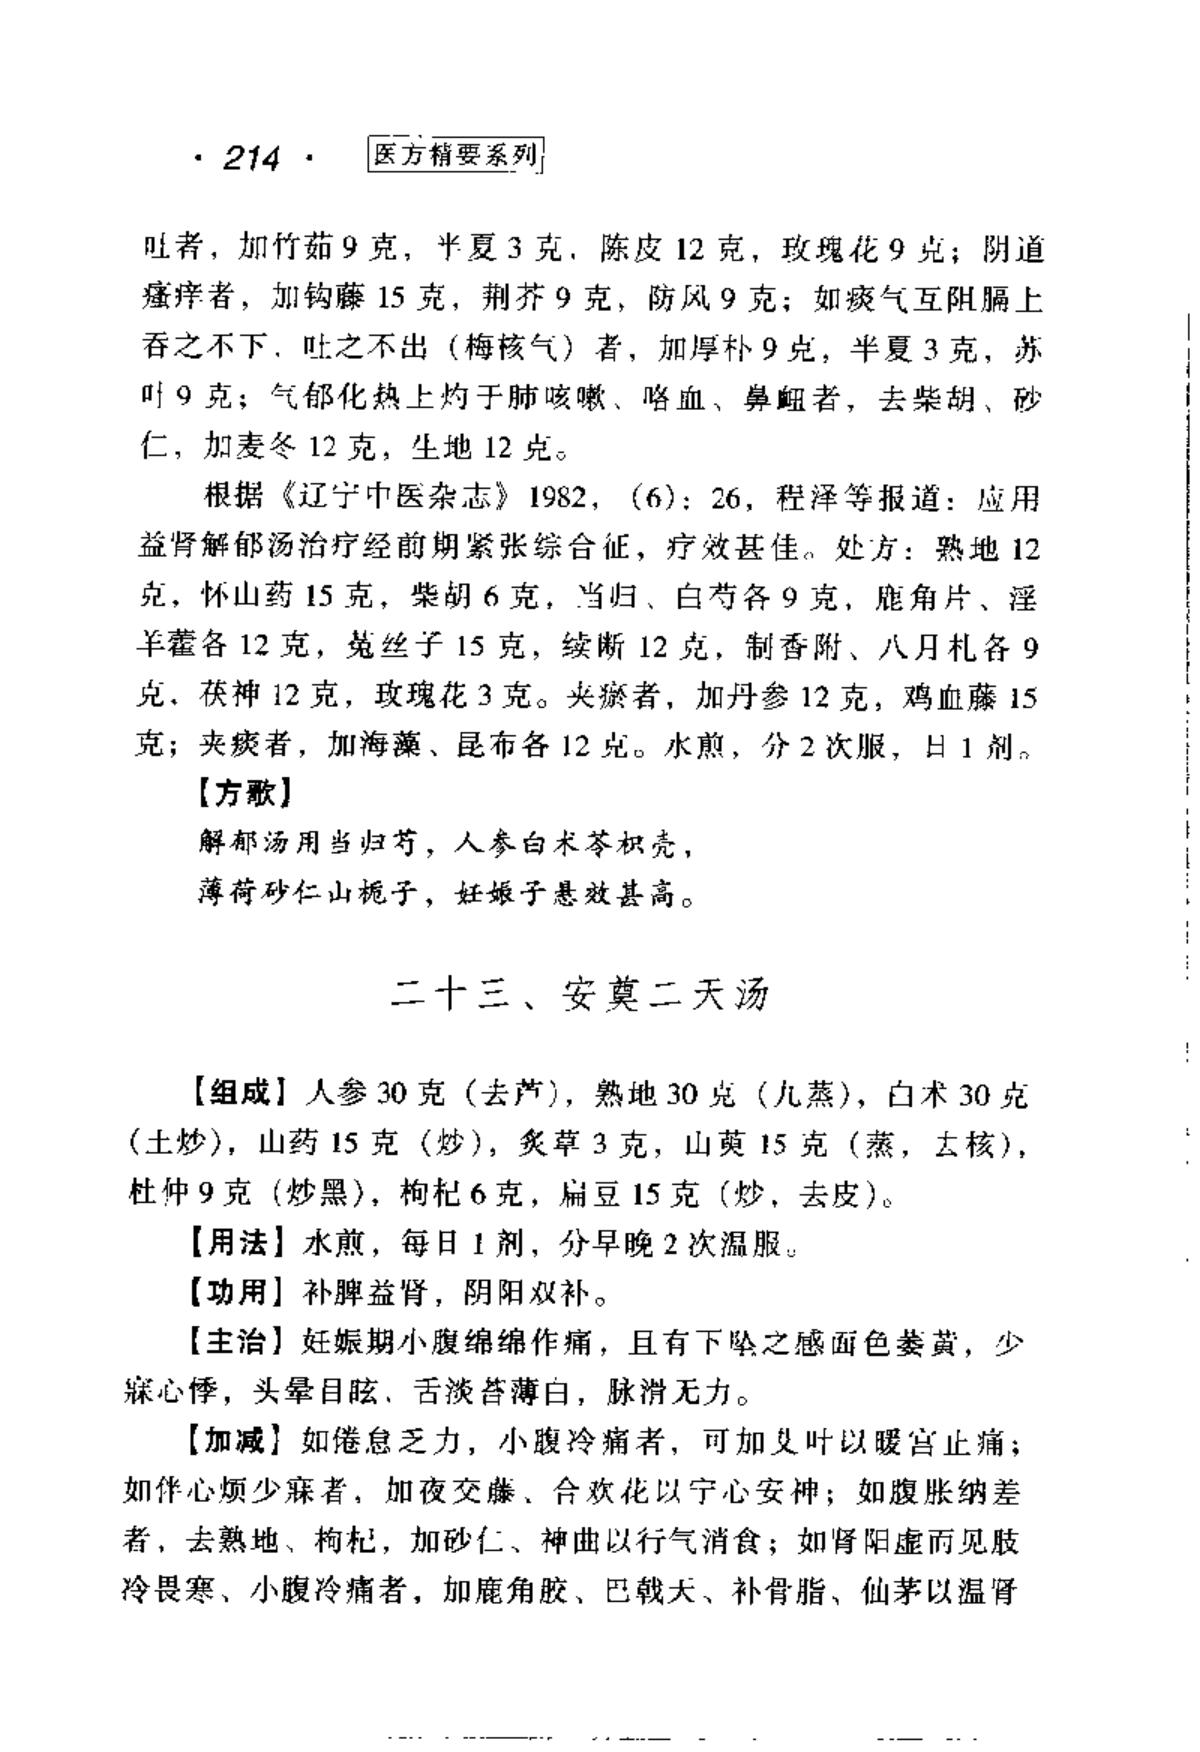 · 214 · 医方精要系列
吐者，加竹茹 9 克，半夏 3 克，陈皮 12 克，玫瑰花 9 克；阴道
瘙痒者，加钩藤 15 克，荆芥 9 克，防风 9 克；如痰气互阻膈上
吞之不下，吐之不出（梅核气）者，加厚朴 9 克，半夏 3 克，苏
叶 9 克；气郁化热上灼于肺咳嗽、咯血、鼻衄者，去柴胡、砂
仁，加麦冬 12 克，生地 12 克。
根据《辽宁中医杂志》1982，（6）：26，程泽等报道：应用
益肾解郁汤治疗经前期紧张综合征，疗效甚佳。处方：熟地 12
克，怀山药 15 克，柴胡 6 克，当归、白芍各 9 克，鹿角片、淫
羊藿各 12 克，菟丝子 15 克，续断 12 克，制香附、八月札各 9
克，茯神 12 克，玫瑰花 3 克。夹瘀者，加丹参 12 克，鸡血藤 15
克；夹痰者，加海藻、昆布各 12 克。水煎，分 2 次服，日 1 剂。
【方歌】
解郁汤用当归芍，人参白术苓枳壳，
薄荷砂仁山栀子，妊娠子悬效甚高。
二十三、安奠二天汤
【组成】人参 30 克（去芦），熟地 30 克（九蒸），白术 30 克
（土炒），山药 15 克（炒），炙草 3 克，山萸 15 克（蒸，去核），
杜仲 9 克（炒黑），枸杞 6 克，扁豆 15 克（炒，去皮）。
【用法】水煎，每日 1 剂，分早晚 2 次温服。
【功用】补脾益肾，阴阳双补。
【主治】妊娠期小腹绵绵作痛，且有下坠之感面色萎黄，少
寐心悸，头晕目眩、舌淡苔薄白，脉滑无力。
【加减】如倦怠乏力，小腹冷痛者，可加艾叶以暖宫止痛；
如伴心烦少寐者，加夜交藤、合欢花以宁心安神；如腹胀纳差
者，去熟地、枸杞，加砂仁、神曲以行气消食；如肾阳虚而见肢
冷畏寒、小腹冷痛者，加鹿角胶、巴戟天、补骨脂、仙茅以温肾